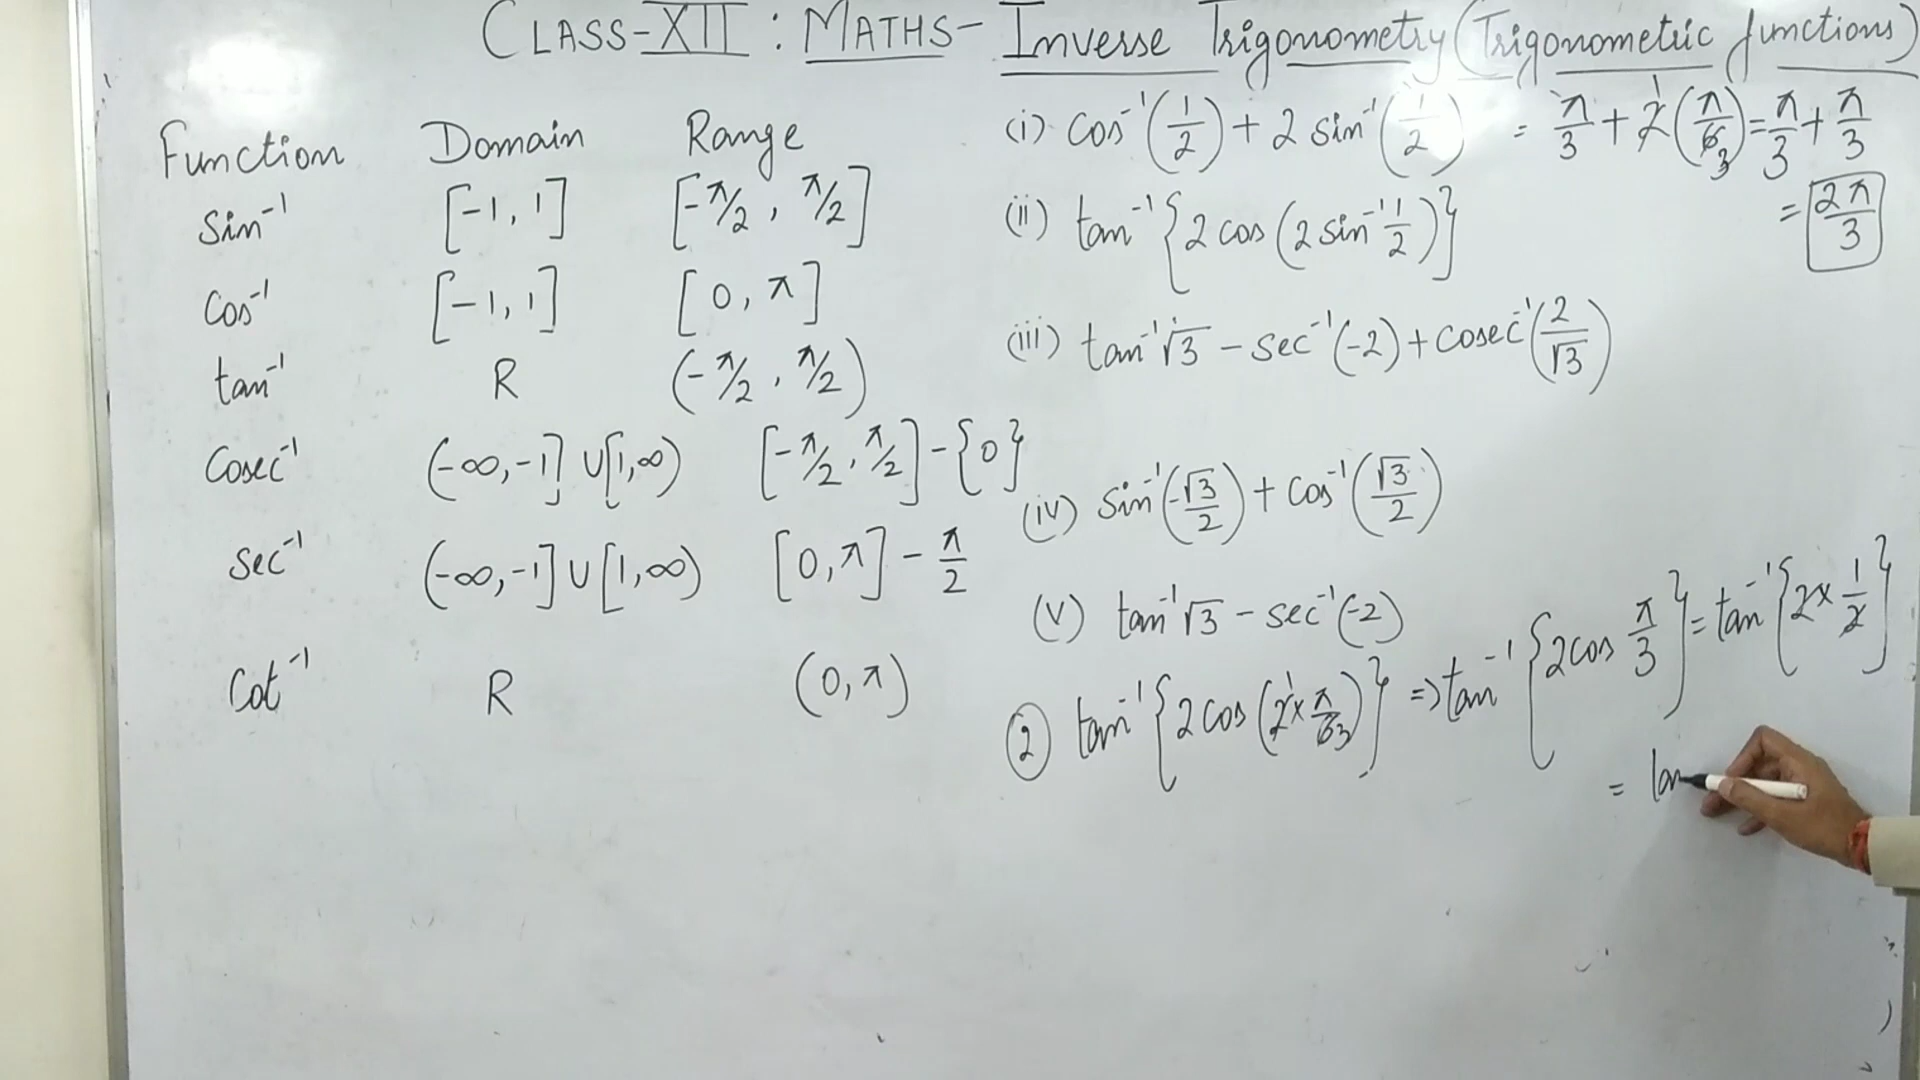 CLASS-XII : MATHS- Inverse Trigonometry (Trigonometric functions)
Function Domain Range
Sin⁻¹ [-1, 1] [-π/2, π/2]
Cos⁻¹ [-1, 1] [0, π]
tan⁻¹ R (-π/2, π/2)
Cosec⁻¹ (-∞, -1] ∪ [1, ∞) [-π/2, π/2] - {0}
Sec⁻¹ (-∞, -1] ∪ [1, ∞) [0, π] - π/2
Cot⁻¹ R (0, π)
(i) Cos⁻¹(1/2) + 2 sin⁻¹(1/2) = π/3 + 2(π/6) = π/3 + π/3
= 2π/3
(ii) tan⁻¹{2 cos(2 sin⁻¹ 1/2)}
(iii) tan⁻¹√3 - sec⁻¹(-2) + cosec⁻¹(2/√3)
(iv) Sin⁻¹(-√3/2) + Cos⁻¹(√3/2)
(v) tan⁻¹√3 - sec⁻¹(-2)
② tan⁻¹{2 cos(2×π/6)} => tan⁻¹{2 cos π/3} = tan⁻¹{2×1/2}
= tan